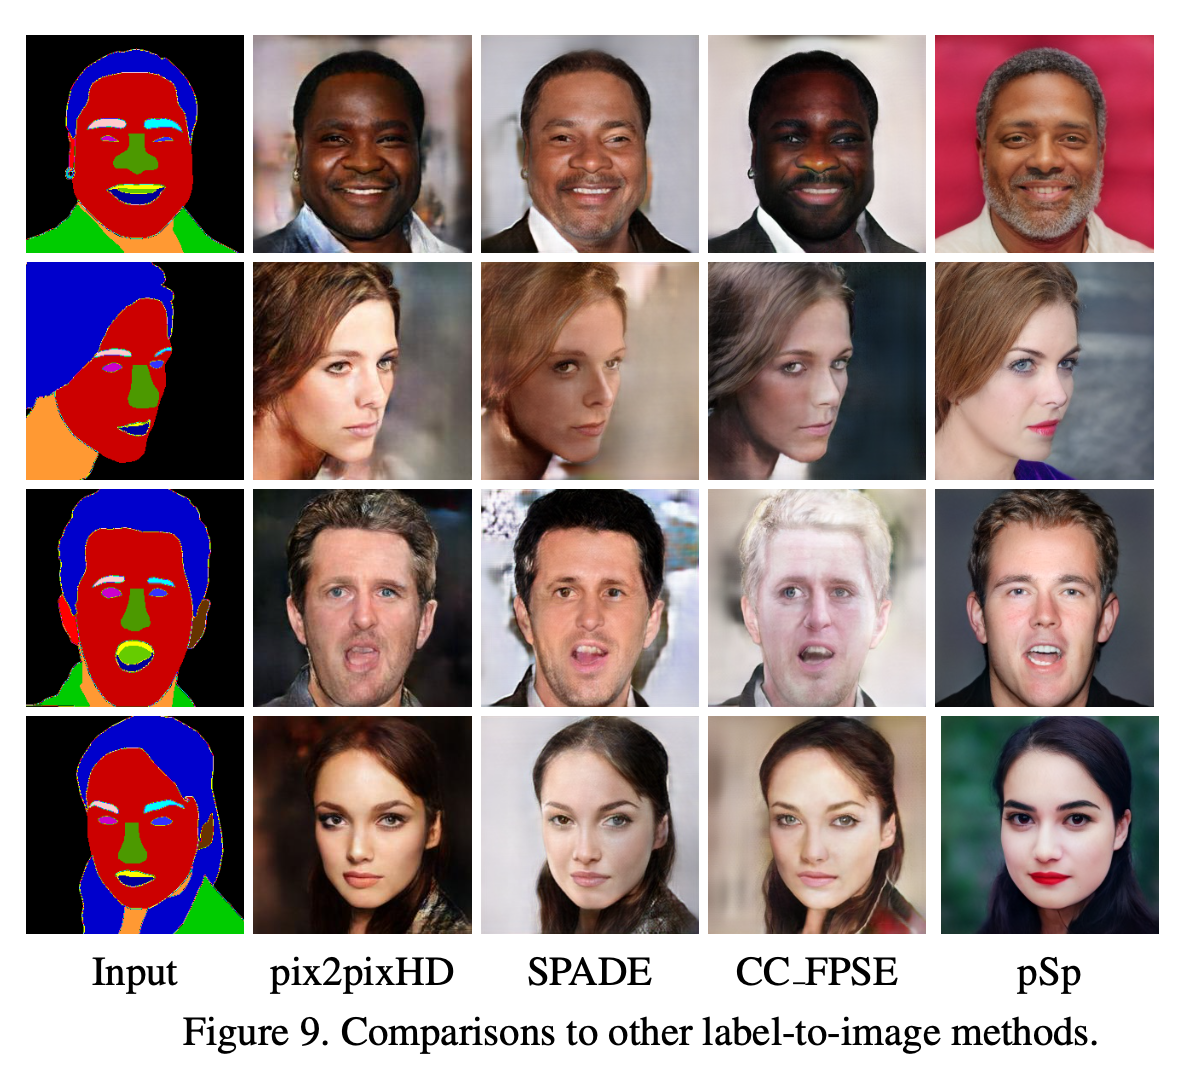 Input pix2pixHD SPADE CC_FPSE pSp
Figure 9. Comparisons to other label-to-image methods.